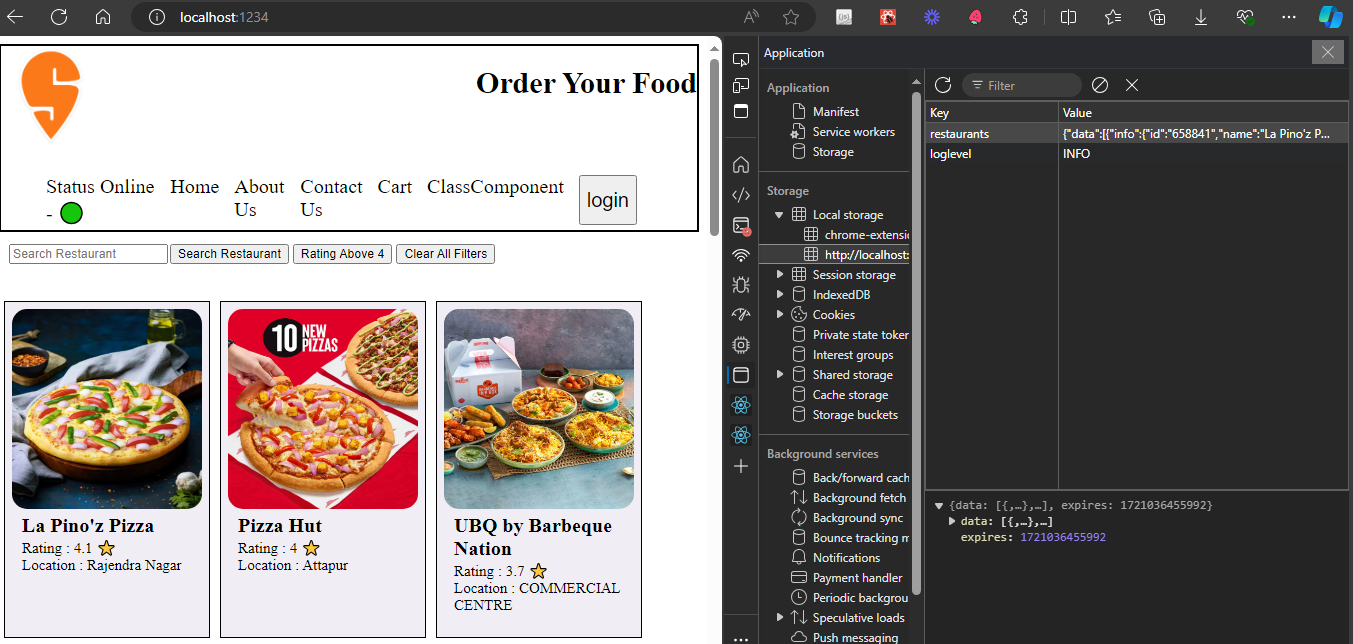 localhost:1234
Order Your Food
Status Online Home About Contact Cart ClassComponent login
- Us Us
Search Restaurant Search Restaurant Rating Above 4 Clear All Filters
10 NEW PIZZAS
La Pino'z Pizza
Rating : 4.1 ⭐
Location : Rajendra Nagar
Pizza Hut
Rating : 4 ⭐
Location : Attapur
UBQ by Barbeque
Nation
Rating : 3.7 ⭐
Location : COMMERCIAL
CENTRE
Application
Application
Manifest
Service workers
Storage
Storage
Local storage
chrome-extensic
http://localhost:
Session storage
IndexedDB
Cookies
Private state token
Interest groups
Shared storage
Cache storage
Storage buckets
Background services
Back/forward cach
Background fetch
Background sync
Bounce tracking m
Notifications
Payment handler
Periodic backgrou
Speculative loads
Push messaging
Filter
Key Value
restaurants {"data":[{"info":{"id":"658841","name":"La Pino'z P...
loglevel INFO
{data: [{,…},…], expires: 1721036455992}
data: [{,…},…]
expires: 1721036455992